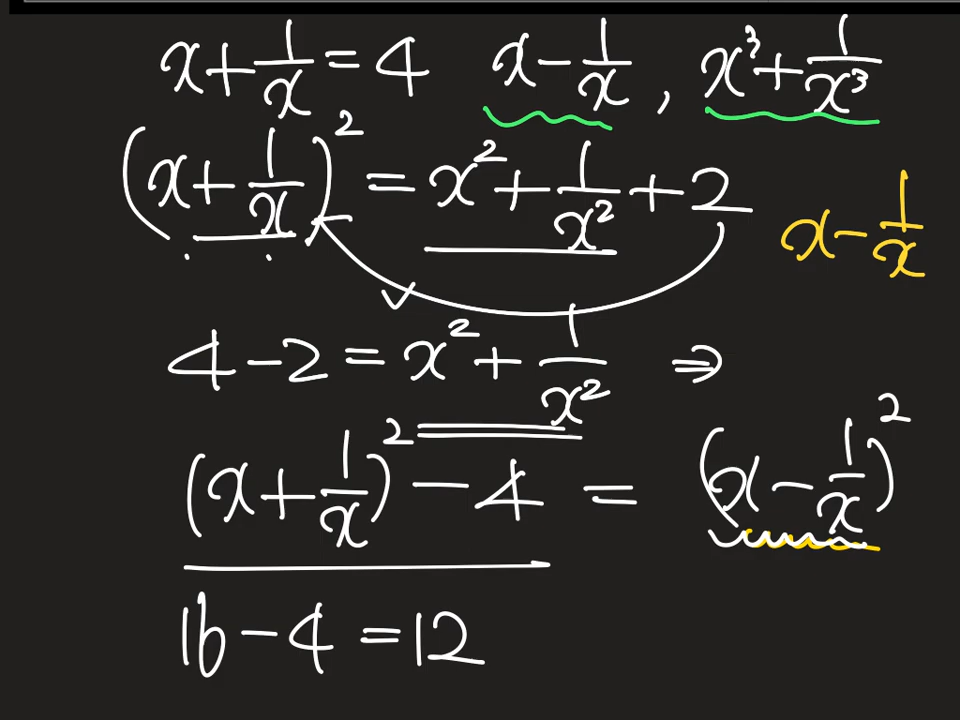 x + 1/x = 4   x - 1/x , x³ + 1/x³
(x + 1/x)² = x² + 1/x² + 2   x - 1/x
4 - 2 = x² + 1/x² ⇒
(x + 1/x)² - 4 = (x - 1/x)²
16 - 4 = 12